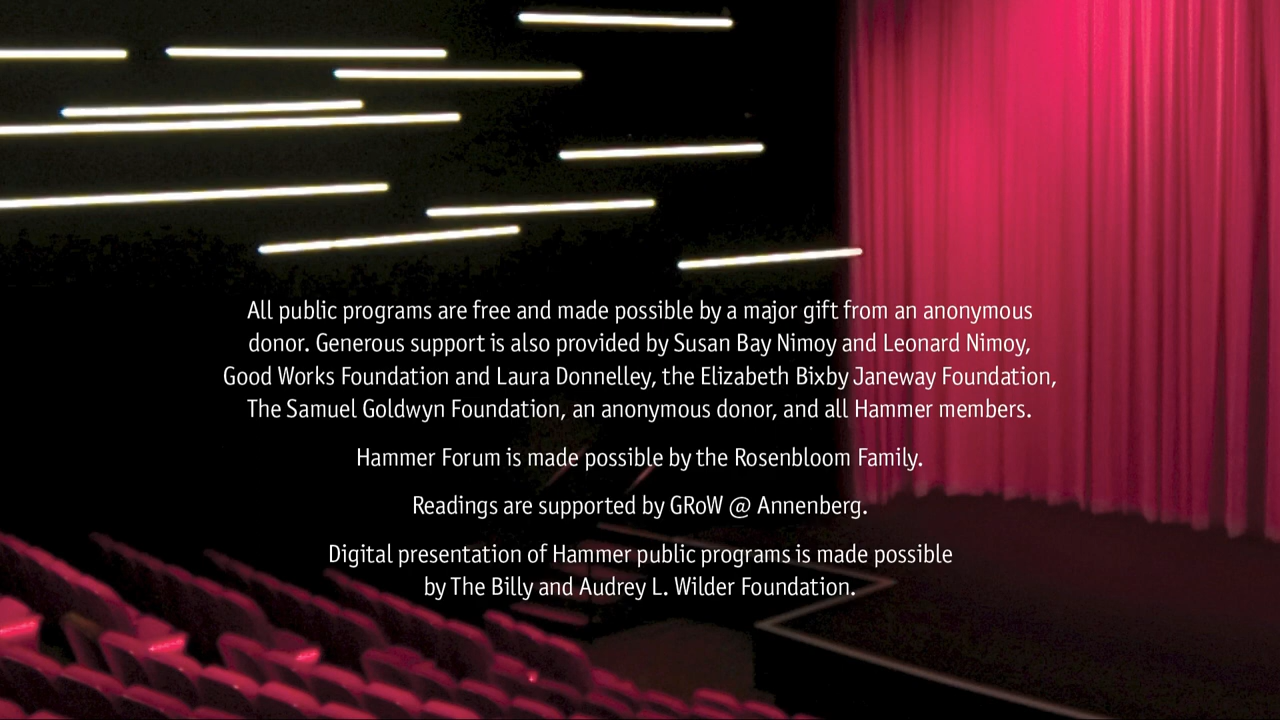 All public programs are free and made possible by a major gift from an anonymous
donor. Generous support is also provided by Susan Bay Nimoy and Leonard Nimoy,
Good Works Foundation and Laura Donnelley, the Elizabeth Bixby Janeway Foundation,
The Samuel Goldwyn Foundation, an anonymous donor, and all Hammer members.
Hammer Forum is made possible by the Rosenbloom Family.
Readings are supported by GRoW @ Annenberg.
Digital presentation of Hammer public programs is made possible
by The Billy and Audrey L. Wilder Foundation.